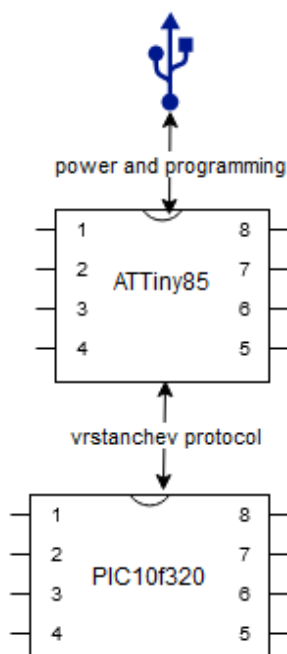 power and programming
1 8
2 7
ATTiny85
3 6
4 5
vrstanchev protocol
1 8
2 7
PIC10f320
3 6
4 5